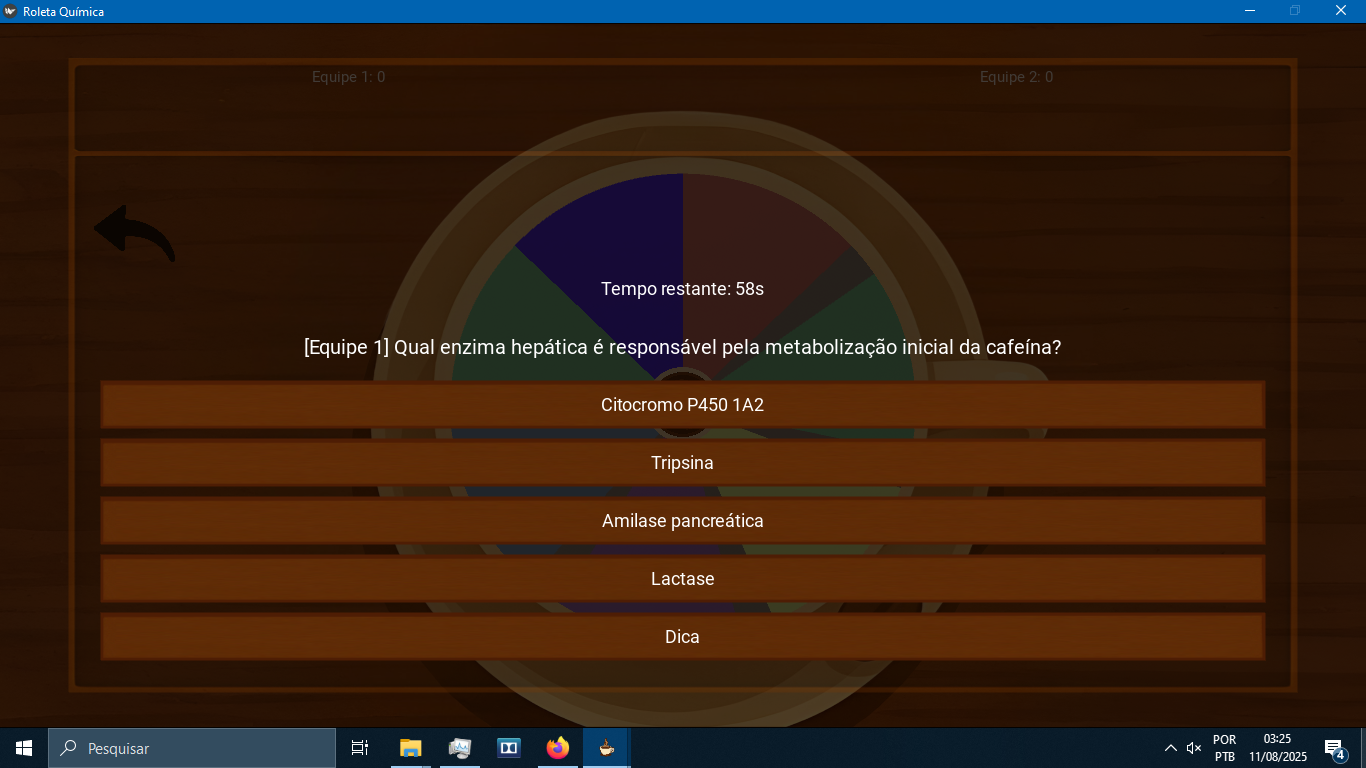 Roleta Química
Equipe 1: 0
Equipe 2: 0
Tempo restante: 58s
[Equipe 1] Qual enzima hepática é responsável pela metabolização inicial da cafeína?
Citocromo P450 1A2
Tripsina
Amilase pancreática
Lactase
Dica
Pesquisar
POR
PTB
03:25
11/08/2025
4